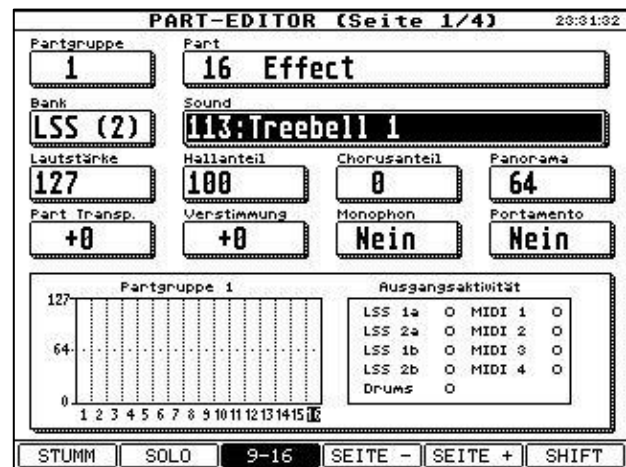 PART-EDITOR (Seite 1/4) 23:31:32
Partgruppe Part
1 16 Effect
Bank Sound
LSS (2) 113:Treebell 1
Lautstärke Hallanteil Chorusanteil Panorama
127 100 0 64
Part Transp. Verstimmung Monophon Portamento
+0 +0 Nein Nein
Partgruppe 1 Ausgangsaktivität
127
64
0
1 2 3 4 5 6 7 8 9 10 11 12 13 14 15 16
LSS 1a O MIDI 1 O
LSS 2a O MIDI 2 O
LSS 1b O MIDI 3 O
LSS 2b O MIDI 4 O
Drums O
STUMM SOLO 9-16 SEITE - SEITE + SHIFT